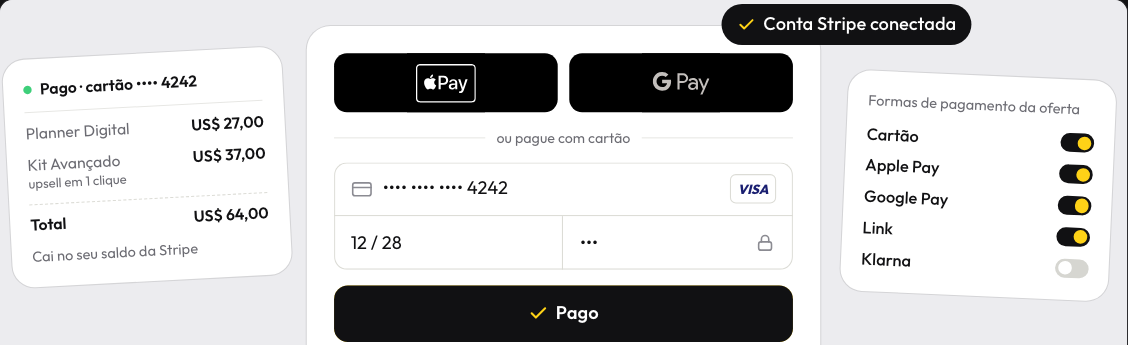 Conta Stripe conectada
Pago · cartão •••• 4242
Planner Digital US$ 27,00
Kit Avançado US$ 37,00
upsell em 1 clique
Total US$ 64,00
Cai no seu saldo da Stripe
Pay
G Pay
ou pague com cartão
•••• •••• •••• 4242 VISA
12 / 28 •••
Pago
Formas de pagamento da oferta
Cartão
Apple Pay
Google Pay
Link
Klarna